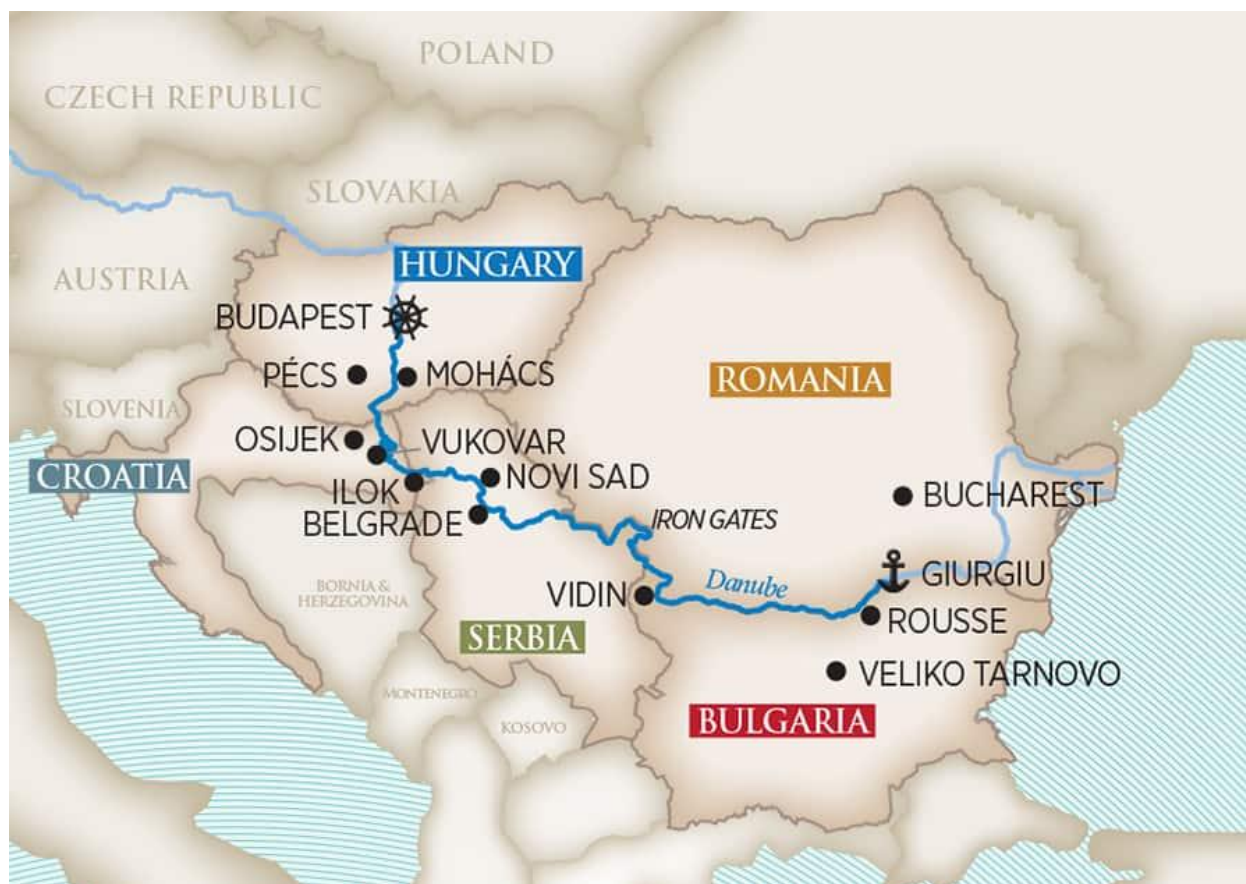 POLAND
CZECH REPUBLIC
SLOVAKIA
AUSTRIA
HUNGARY
BUDAPEST
PÉCS
MOHÁCS
ROMANIA
SLOVENIA
OSIJEK
VUKOVAR
CROATIA
NOVI SAD
ILOK
BELGRADE
IRON GATES
BUCHAREST
BORNIA &
HERZEGOVINA
Danube
GIURGIU
VIDIN
ROUSSE
SERBIA
VELIKO TARNOVO
MONTENEGRO
KOSOVO
BULGARIA